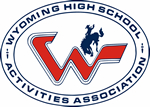 WYOMING HIGH SCHOOL
W
ACTIVITIES ASSOCIATION